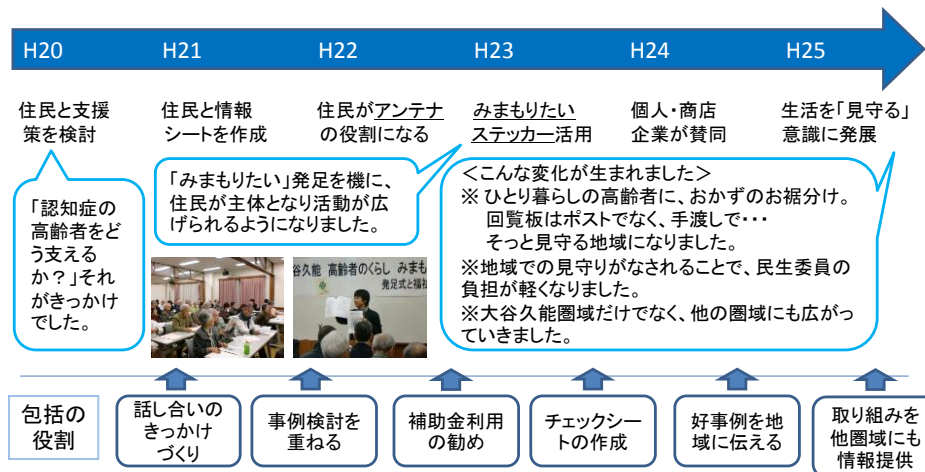 H20
H21
H22
H23
H24
H25
住民と支援
策を検討
住民と情報
シートを作成
住民がアンテナ
の役割になる
みまもりたい
ステッカー活用
個人・商店
企業が賛同
生活を「見守る」
意識に発展
「認知症の
高齢者をど
う支える
か？」それ
がきっかけ
でした。
「みまもりたい」発足を機に、
住民が主体となり活動が広
げられるようになりました。
＜こんな変化が生まれました＞
※ ひとり暮らしの高齢者に、おかずのお裾分け。
回覧板はポストでなく、手渡しで・・・
そっと見守る地域になりました。
※地域での見守りがなされることで、民生委員の
負担が軽くなりました。
※大谷久能圏域だけでなく、他の圏域にも広がっ
ていきました。
谷久能 高齢者のくらし みまも
発足式と福祉
包括の
役割
話し合いの
きっかけ
づくり
事例検討を
重ねる
補助金利用
の勧め
チェックシー
トの作成
好事例を地
域に伝える
取り組みを
他圏域にも
情報提供